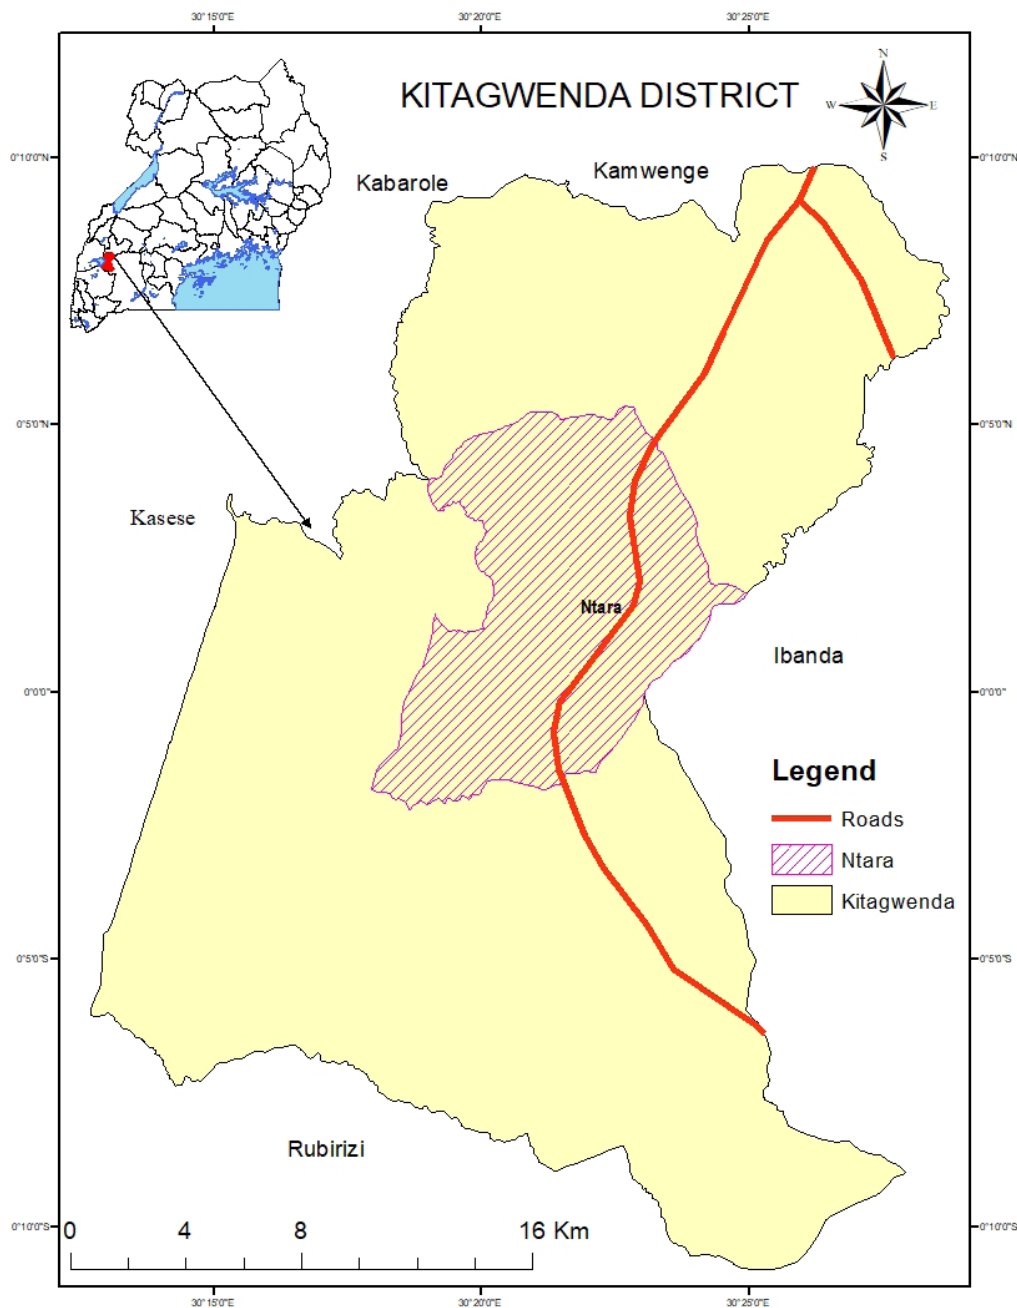 30°15'0"E 30°20'0"E 30°25'0"E
KITAGWENDA DISTRICT
N
W E
S
0°10'0"N 0°10'0"N
Kabarole
Kamwenge
0°5'0"N 0°5'0"N
Kasese
Ntara
Ibanda
0°0'0" 0°0'0"
Legend
Roads
Ntara
Kitagwenda
0°5'0"S 0°5'0"S
Rubirizi
0°10'0"S 0°10'0"S
0 4 8 16 Km
30°15'0"E 30°20'0"E 30°25'0"E